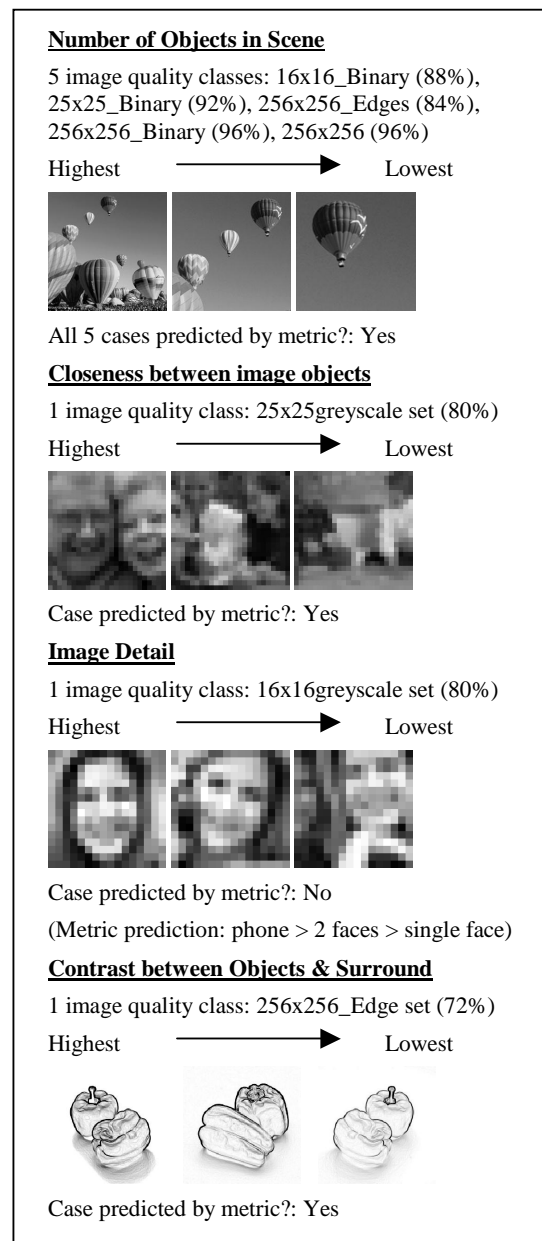 Number of Objects in Scene
5 image quality classes: 16x16_Binary (88%),
25x25_Binary (92%), 256x256_Edges (84%),
256x256_Binary (96%), 256x256 (96%)
Highest Lowest
All 5 cases predicted by metric?: Yes
Closeness between image objects
1 image quality class: 25x25greyscale set (80%)
Highest Lowest
Case predicted by metric?: Yes
Image Detail
1 image quality class: 16x16greyscale set (80%)
Highest Lowest
Case predicted by metric?: No
(Metric prediction: phone > 2 faces > single face)
Contrast between Objects & Surround
1 image quality class: 256x256_Edge set (72%)
Highest Lowest
Case predicted by metric?: Yes